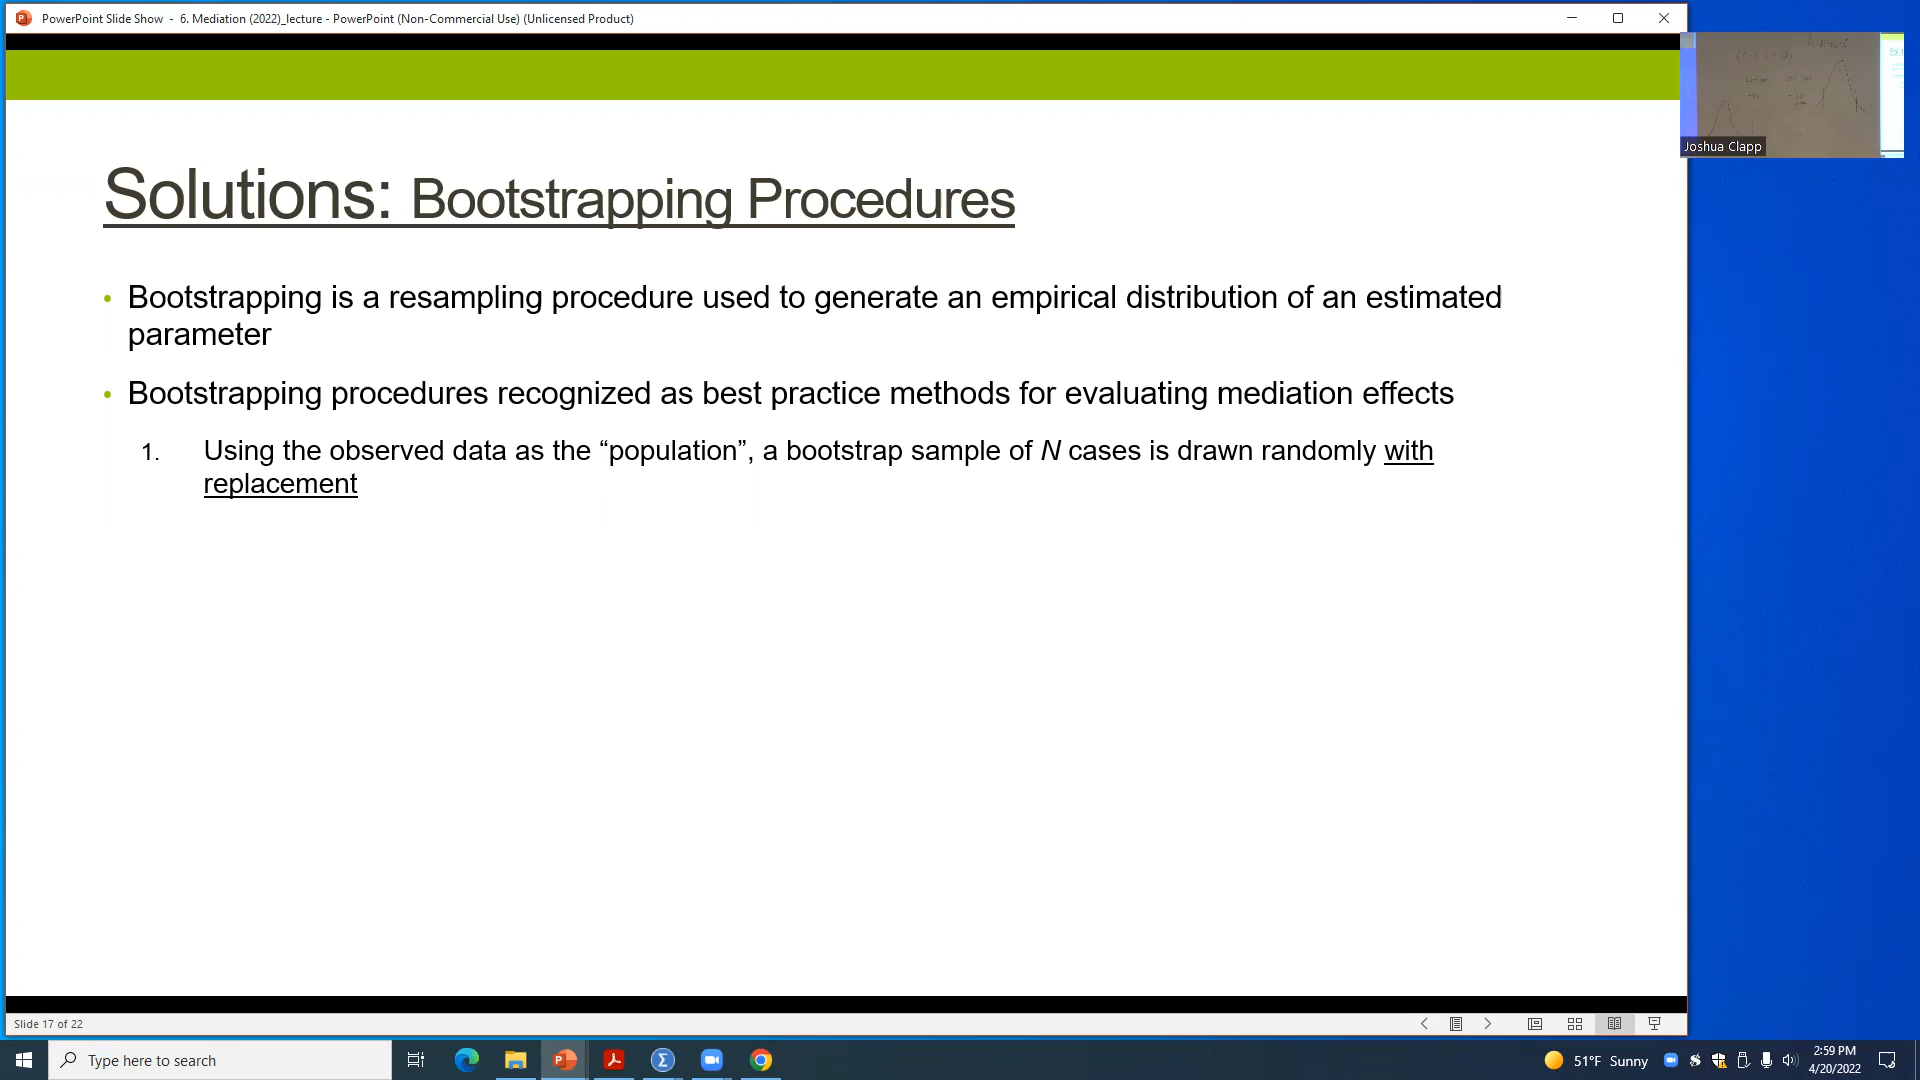 PowerPoint Slide Show - 6. Mediation (2022)_lecture - PowerPoint (Non-Commercial Use) (Unlicensed Product)
Joshua Clapp
Solutions: Bootstrapping Procedures
• Bootstrapping is a resampling procedure used to generate an empirical distribution of an estimated
parameter
• Bootstrapping procedures recognized as best practice methods for evaluating mediation effects
1. Using the observed data as the “population”, a bootstrap sample of N cases is drawn randomly with
replacement
Slide 17 of 22
Type here to search
51°F Sunny
2:59 PM
4/20/2022